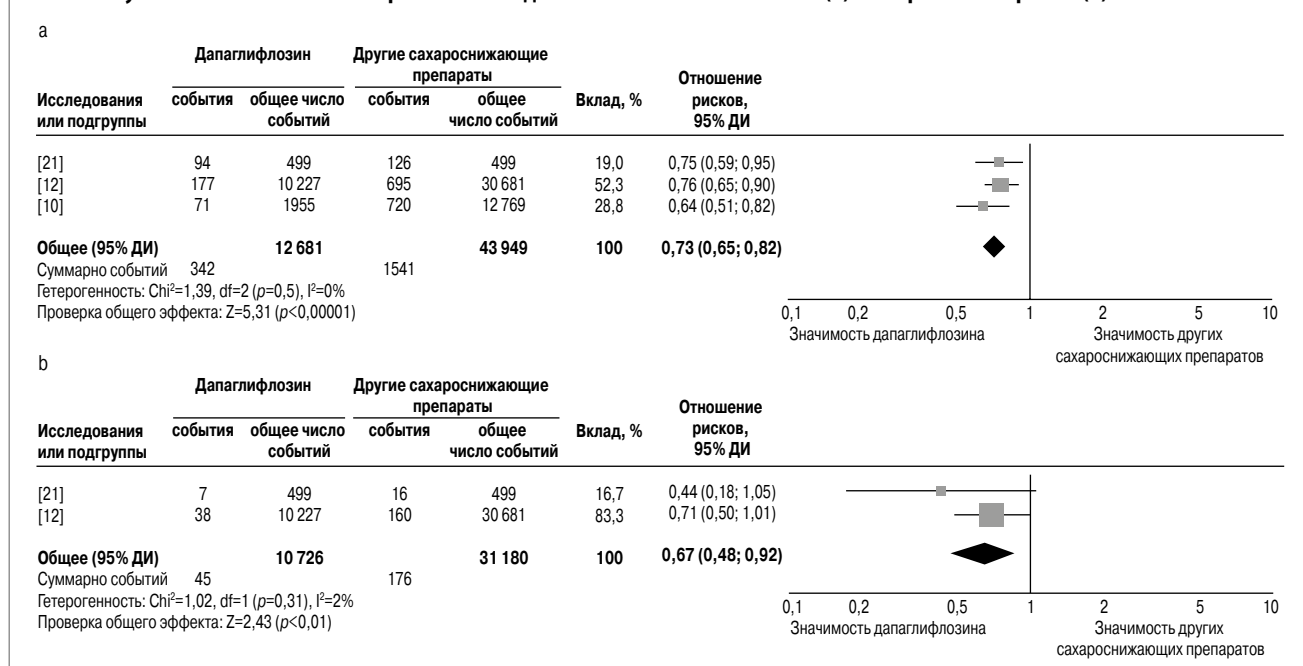 a
Дапаглифлозин Другие сахароснижающие препараты
Исследования или подгруппы события общее число событий события общее число событий Вклад, % Отношение рисков, 95% ДИ
[21] 94 499 126 499 19,0 0,75 (0,59; 0,95)
[12] 177 10 227 695 30 681 52,3 0,76 (0,65; 0,90)
[10] 71 1955 720 12 769 28,8 0,64 (0,51; 0,82)
Общее (95% ДИ) 12 681 43 949 100 0,73 (0,65; 0,82)
Суммарно событий 342 1541
Гетерогенность: Chi²=1,39, df=2 (p=0,5), I²=0%
Проверка общего эффекта: Z=5,31 (p<0,00001)
0,1 0,2 0,5 1 2 5 10
Значимость дапаглифлозина Значимость других
сахароснижающих препаратов
b
Дапаглифлозин Другие сахароснижающие препараты
Исследования или подгруппы события общее число событий события общее число событий Вклад, % Отношение рисков, 95% ДИ
[21] 7 499 16 499 16,7 0,44 (0,18; 1,05)
[12] 38 10 227 160 30 681 83,3 0,71 (0,50; 1,01)
Общее (95% ДИ) 10 726 31 180 100 0,67 (0,48; 0,92)
Суммарно событий 45 176
Гетерогенность: Chi²=1,02, df=1 (p=0,31), I²=2%
Проверка общего эффекта: Z=2,43 (p<0,01)
0,1 0,2 0,5 1 2 5 10
Значимость дапаглифлозина Значимость других
сахароснижающих препаратов